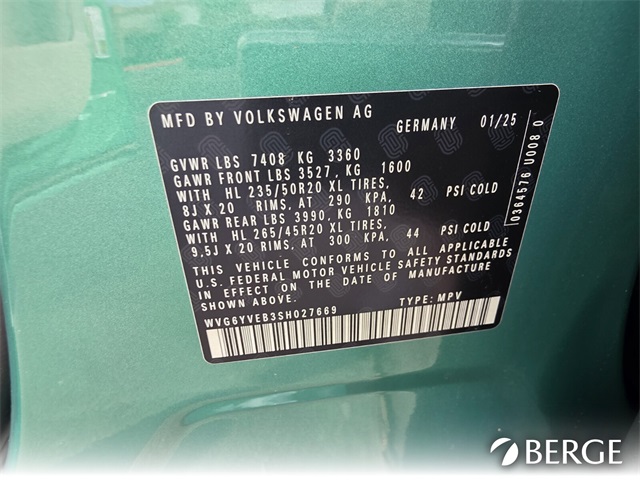 MFD BY VOLKSWAGEN AG GERMANY 01/25
GVWR LBS 7408 KG 3360
GAWR FRONT LBS 3527, KG 1600
WITH HL 235/50R20 XL TIRES,
8J X 20 RIMS, AT 290 KPA, 42 PSI COLD
GAWR REAR LBS 3990, KG 1810
WITH HL 265/45R20 XL TIRES,
9,5J X 20 RIMS, AT 300 KPA, 44 PSI COLD
THIS VEHICLE CONFORMS TO ALL APPLICABLE
U.S. FEDERAL MOTOR VEHICLE SAFETY STANDARDS
IN EFFECT ON THE DATE OF MANUFACTURE
SHOWN ABOVE.
WVG6YVEB3SH027669 TYPE: MPV
0364576 U008 0
BERGE